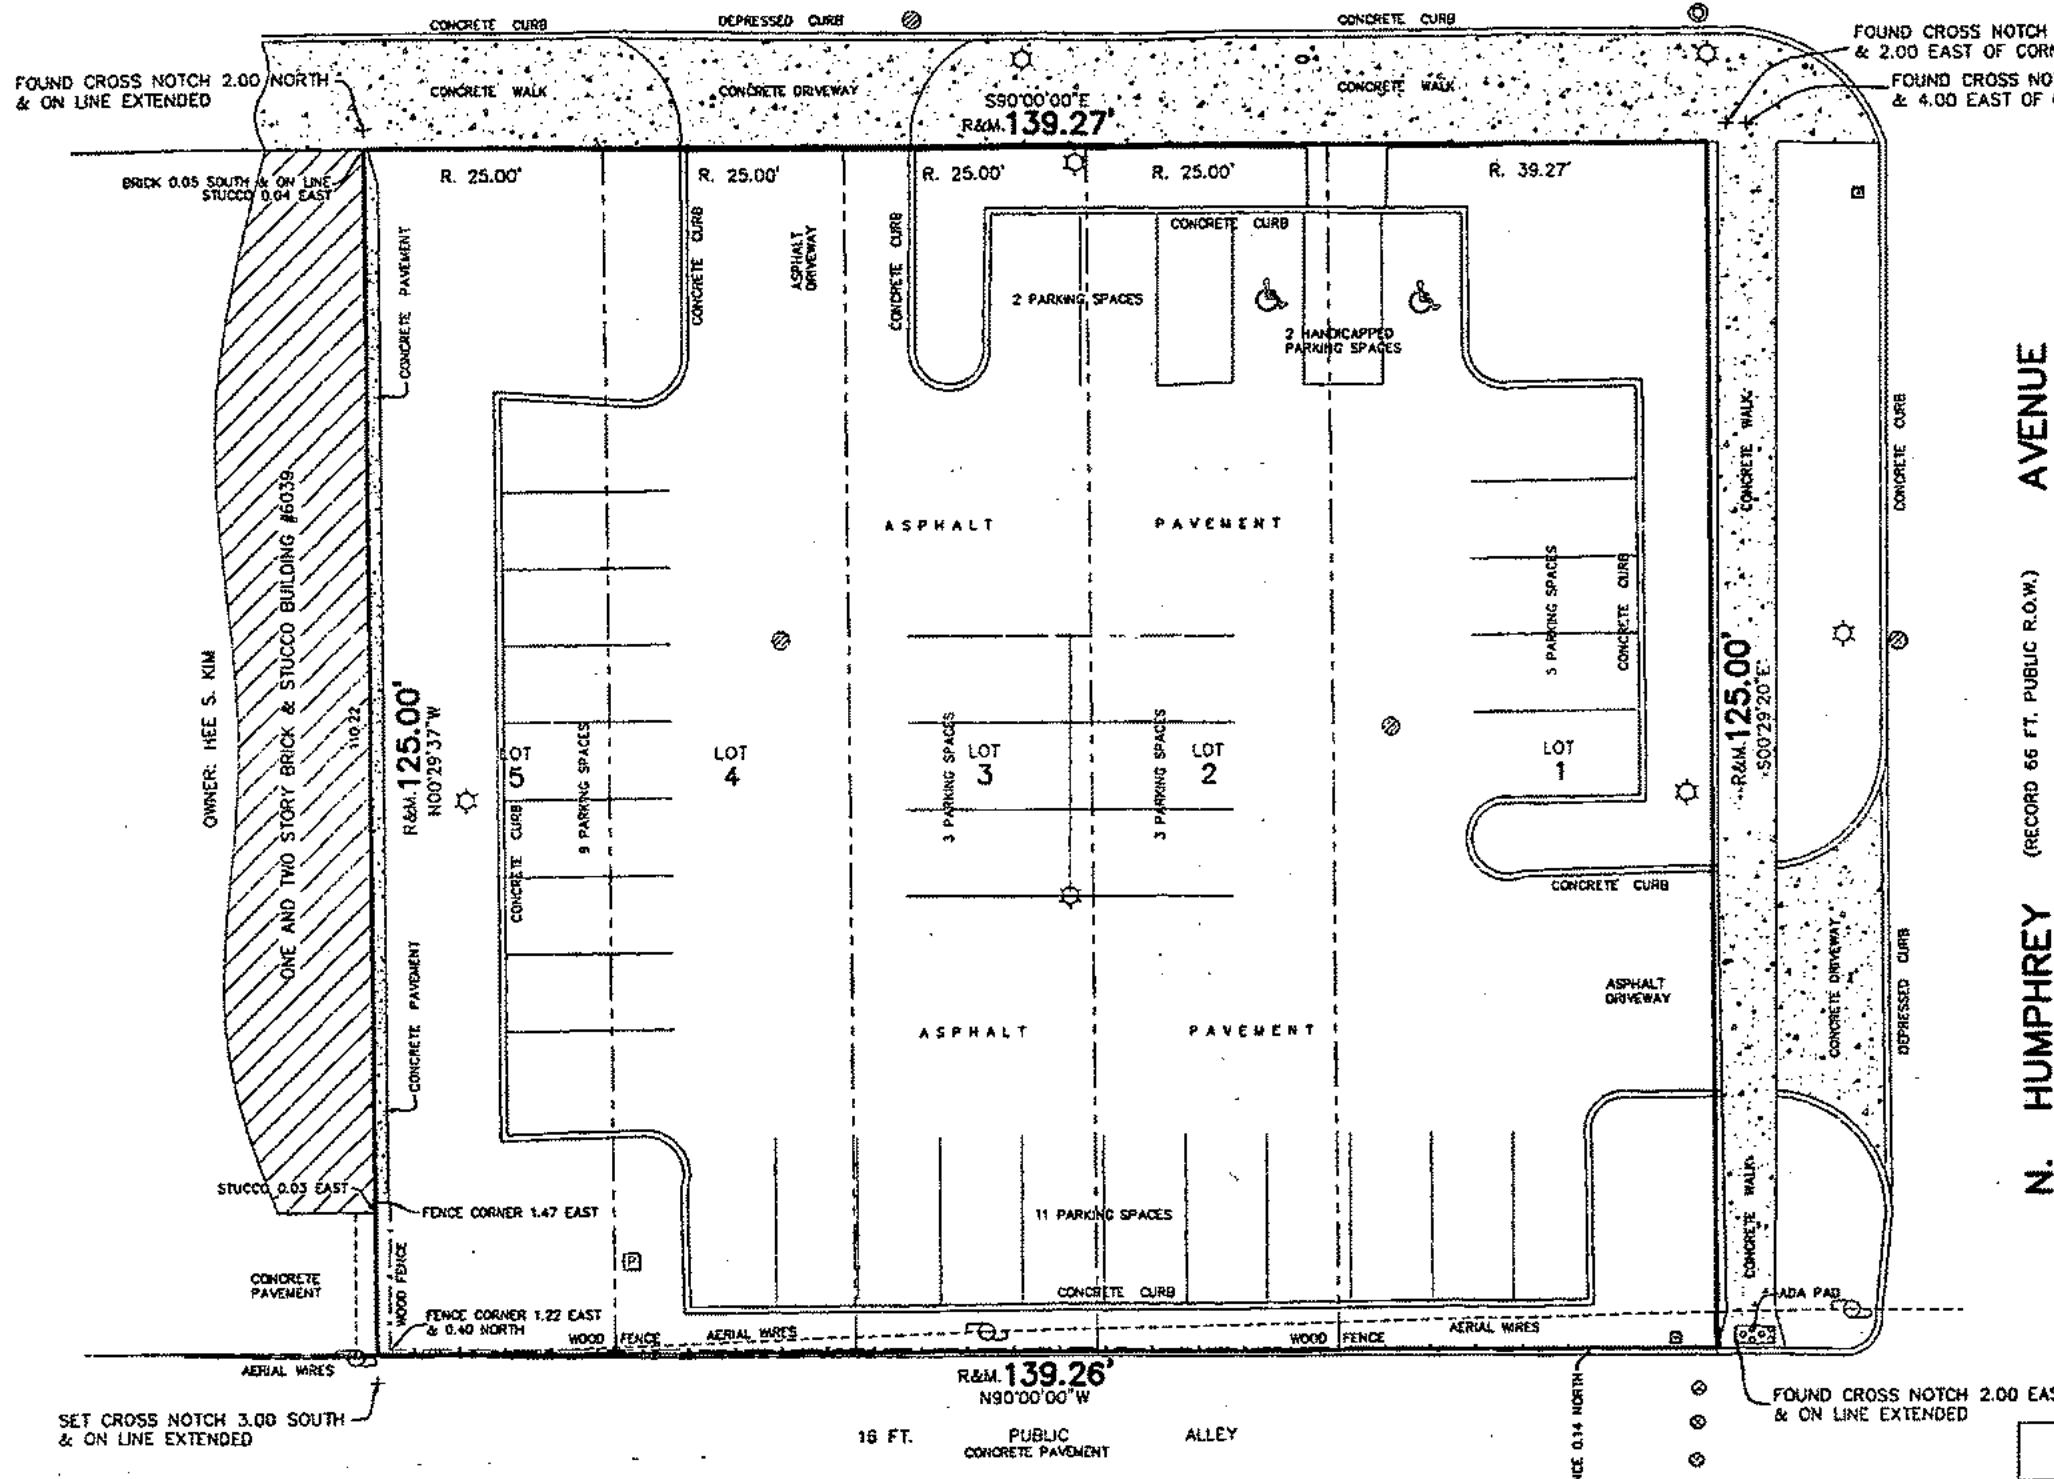 CONCRETE CURB
DEPRESSED CURB
CONCRETE CURB
FOUND CROSS NOTCH
& 2.00 EAST OF
FOUND CROSS NOTCH 2.00 NORTH
& ON LINE EXTENDED
FOUND CROSS
& 4.00 EAST OF
CONCRETE WALK
CONCRETE DRIVEWAY
CONCRETE WALK
S90°00'00"E
R&M. 139.27'
BRICK 0.05 SOUTH & ON LINE
STUCCO 0.04 EAST
R. 25.00'
R. 25.00'
R. 25.00'
R. 25.00'
R. 39.27'
CONCRETE PAVEMENT
CONCRETE CURB
ASPHALT
DRIVEWAY
CONCRETE CURB
CONCRETE CURB
2 PARKING SPACES
2 HANDICAPPED
PARKING SPACES
CONCRETE WALK
CONCRETE CURB
AVENUE
(RECORD 66 FT. PUBLIC R.O.W.)
N. HUMPHREY
ASPHALT PAVEMENT
5 PARKING SPACES
CONCRETE CURB
OWNER: HEE S. KIM
ONE AND TWO STORY BRICK & STUCCO BUILDING #6039
110.22
R&M. 125.00'
N00°29'37"W
R&M. 125.00'
S00°29'20"E
LOT
5
9 PARKING SPACES
CONCRETE CURB
LOT
4
3 PARKING SPACES
LOT
3
3 PARKING SPACES
LOT
2
LOT
1
CONCRETE CURB
CONCRETE PAVEMENT
ASPHALT
DRIVEWAY
CONCRETE DRIVEWAY
DEPRESSED CURB
ASPHALT PAVEMENT
STUCCO 0.03 EAST
FENCE CORNER 1.47 EAST
11 PARKING SPACES
CONCRETE WALK
P
CONCRETE
PAVEMENT
WOOD FENCE
CONCRETE CURB
ADA PAD
FENCE CORNER 1.22 EAST
& 0.40 NORTH
WOOD FENCE
AERIAL WIRES
WOOD FENCE
AERIAL WIRES
AERIAL WIRES
R&M. 139.26'
N90°00'00"W
SET CROSS NOTCH 3.00 SOUTH
& ON LINE EXTENDED
FOUND CROSS NOTCH 2.00
& ON LINE EXTENDED
0.14 NORTH
16 FT. PUBLIC ALLEY
CONCRETE PAVEMENT